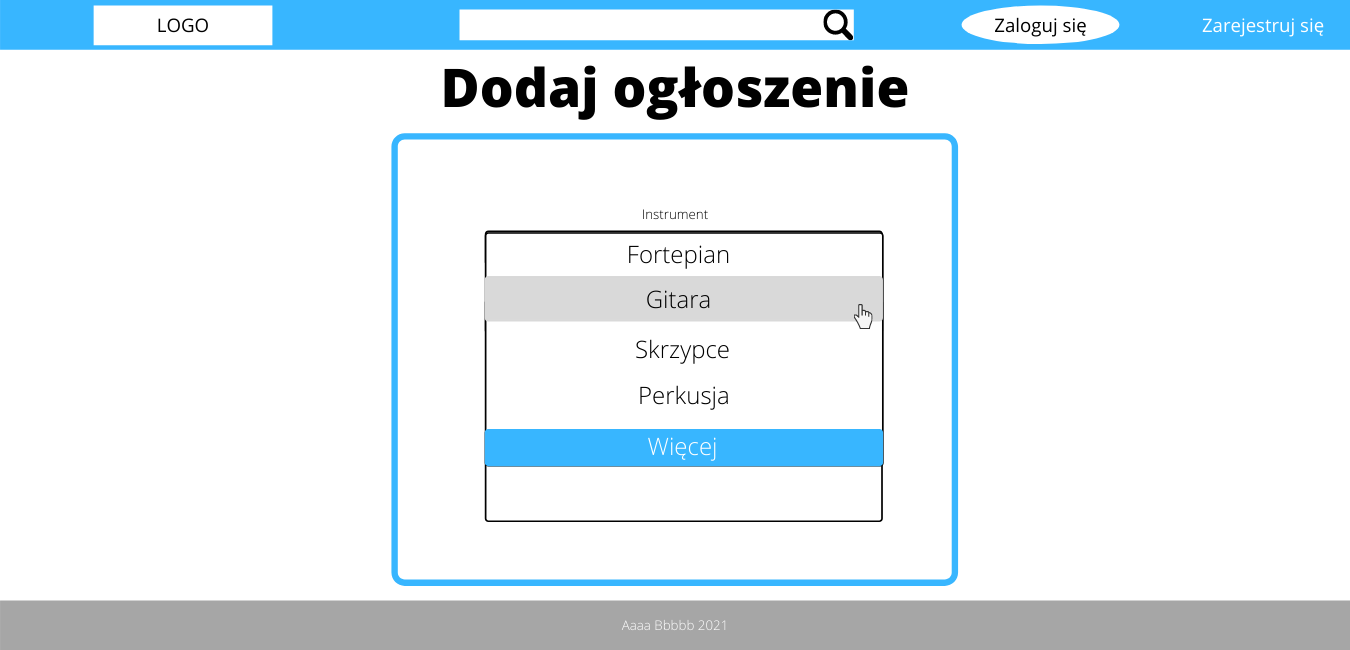 LOGO
Zaloguj się
Zarejestruj się
Dodaj ogłoszenie
Instrument
Fortepian
Gitara
Skrzypce
Perkusja
Więcej
Aaaa Bbbbb 2021